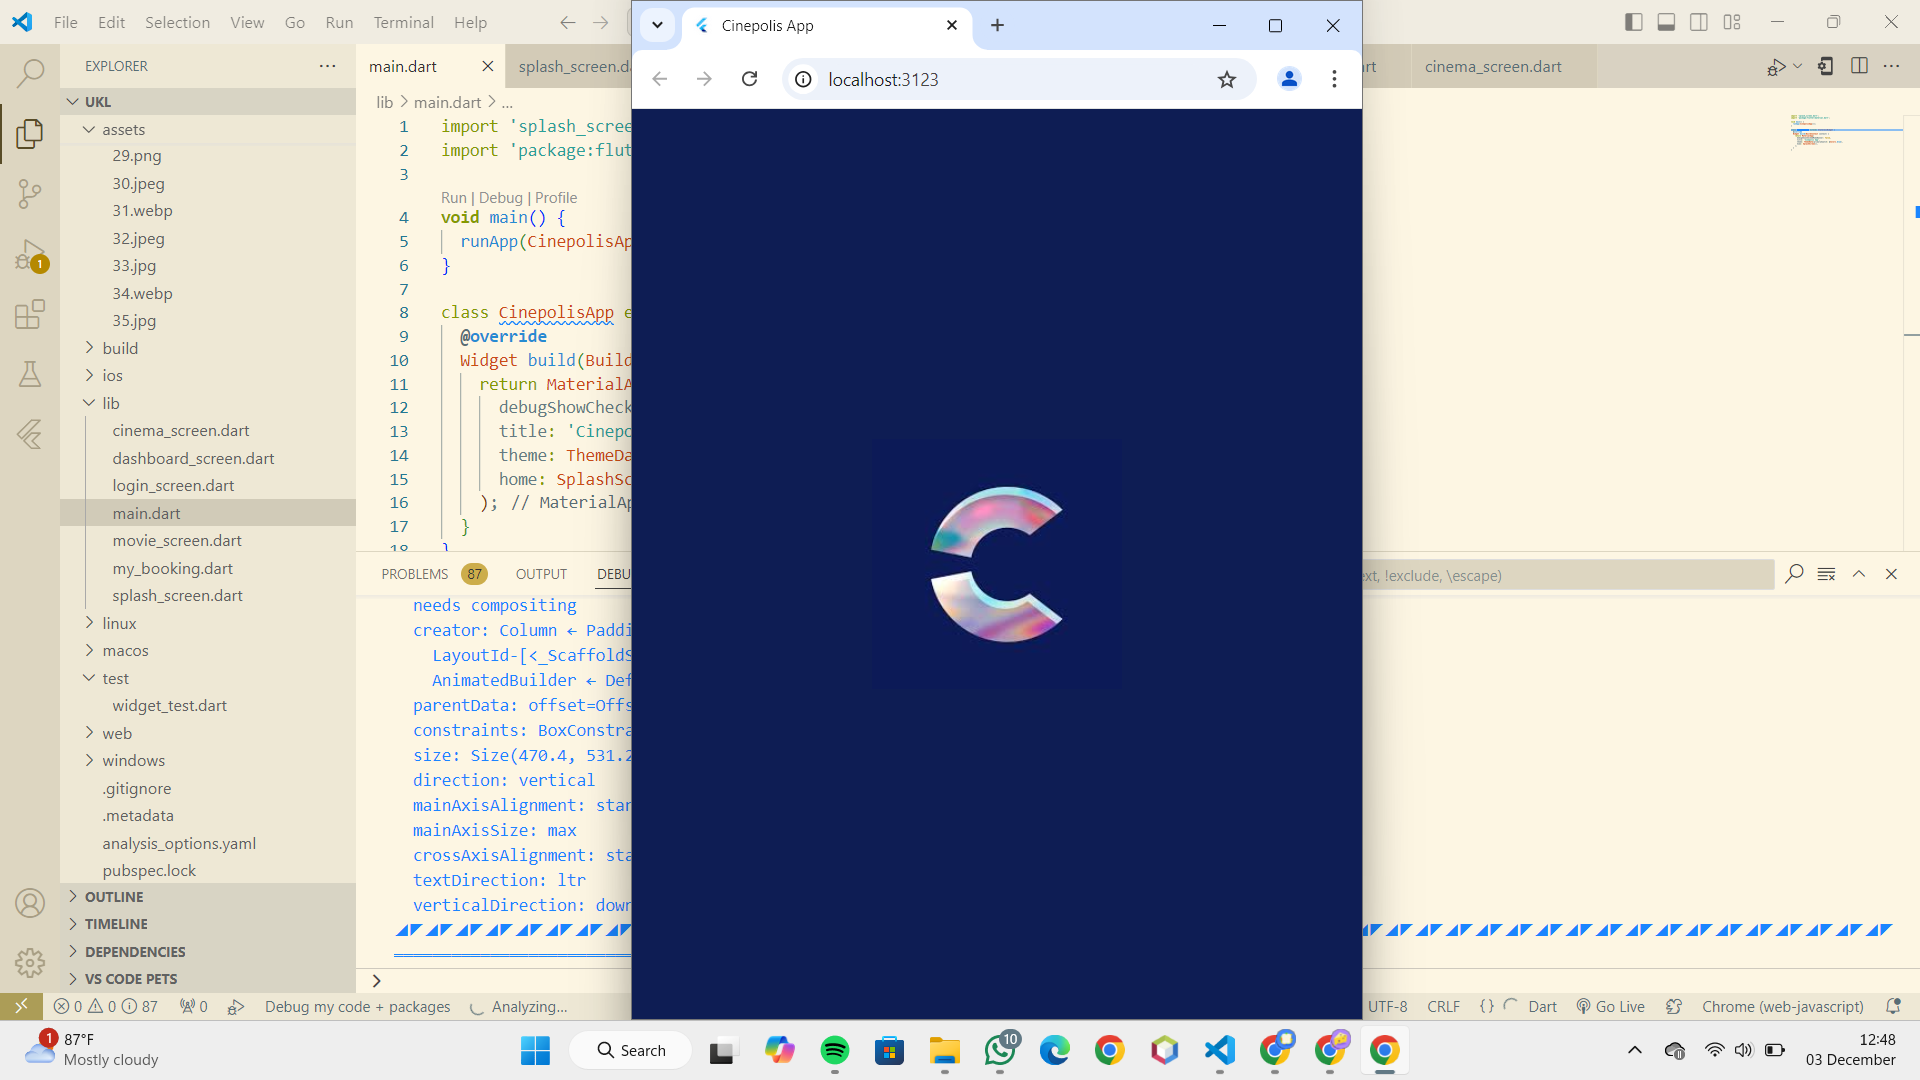 File Edit Selection View Go Run Terminal Help
Cinepolis App
localhost:3123
EXPLORER
UKL
assets
29.png
30.jpeg
31.webp
32.jpeg
33.jpg
34.webp
35.jpg
build
ios
lib
cinema_screen.dart
dashboard_screen.dart
login_screen.dart
main.dart
movie_screen.dart
my_booking.dart
splash_screen.dart
linux
macos
test
widget_test.dart
web
windows
.gitignore
.metadata
analysis_options.yaml
pubspec.lock
OUTLINE
TIMELINE
DEPENDENCIES
VS CODE PETS
main.dart splash_screen.da
rt cinema_screen.dart
lib > main.dart > ...
1 import 'splash_scree
2 import 'package:flut
3
Run | Debug | Profile
4 void main() {
5 runApp(CinepolisAp
6 }
7
8 class CinepolisApp e
9 @override
10 Widget build(Build
11 return MaterialA
12 debugShowCheck
13 title: 'Cinepo
14 theme: ThemeDa
15 home: SplashSc
16 ); // MaterialAp
17 }
18 }
PROBLEMS 87 OUTPUT DEBU
ext, !exclude, \escape)
needs compositing
creator: Column ← Paddi
LayoutId-[<_ScaffoldS
AnimatedBuilder ← Def
parentData: offset=Offs
constraints: BoxConstra
size: Size(470.4, 531.2
direction: vertical
mainAxisAlignment: star
mainAxisSize: max
crossAxisAlignment: sta
textDirection: ltr
verticalDirection: down
0 0 87 0 Debug my code + packages Analyzing...
UTF-8 CRLF {} Dart Go Live Chrome (web-javascript)
1
1
87°F
Mostly cloudy
Search
10
12:48
03 December